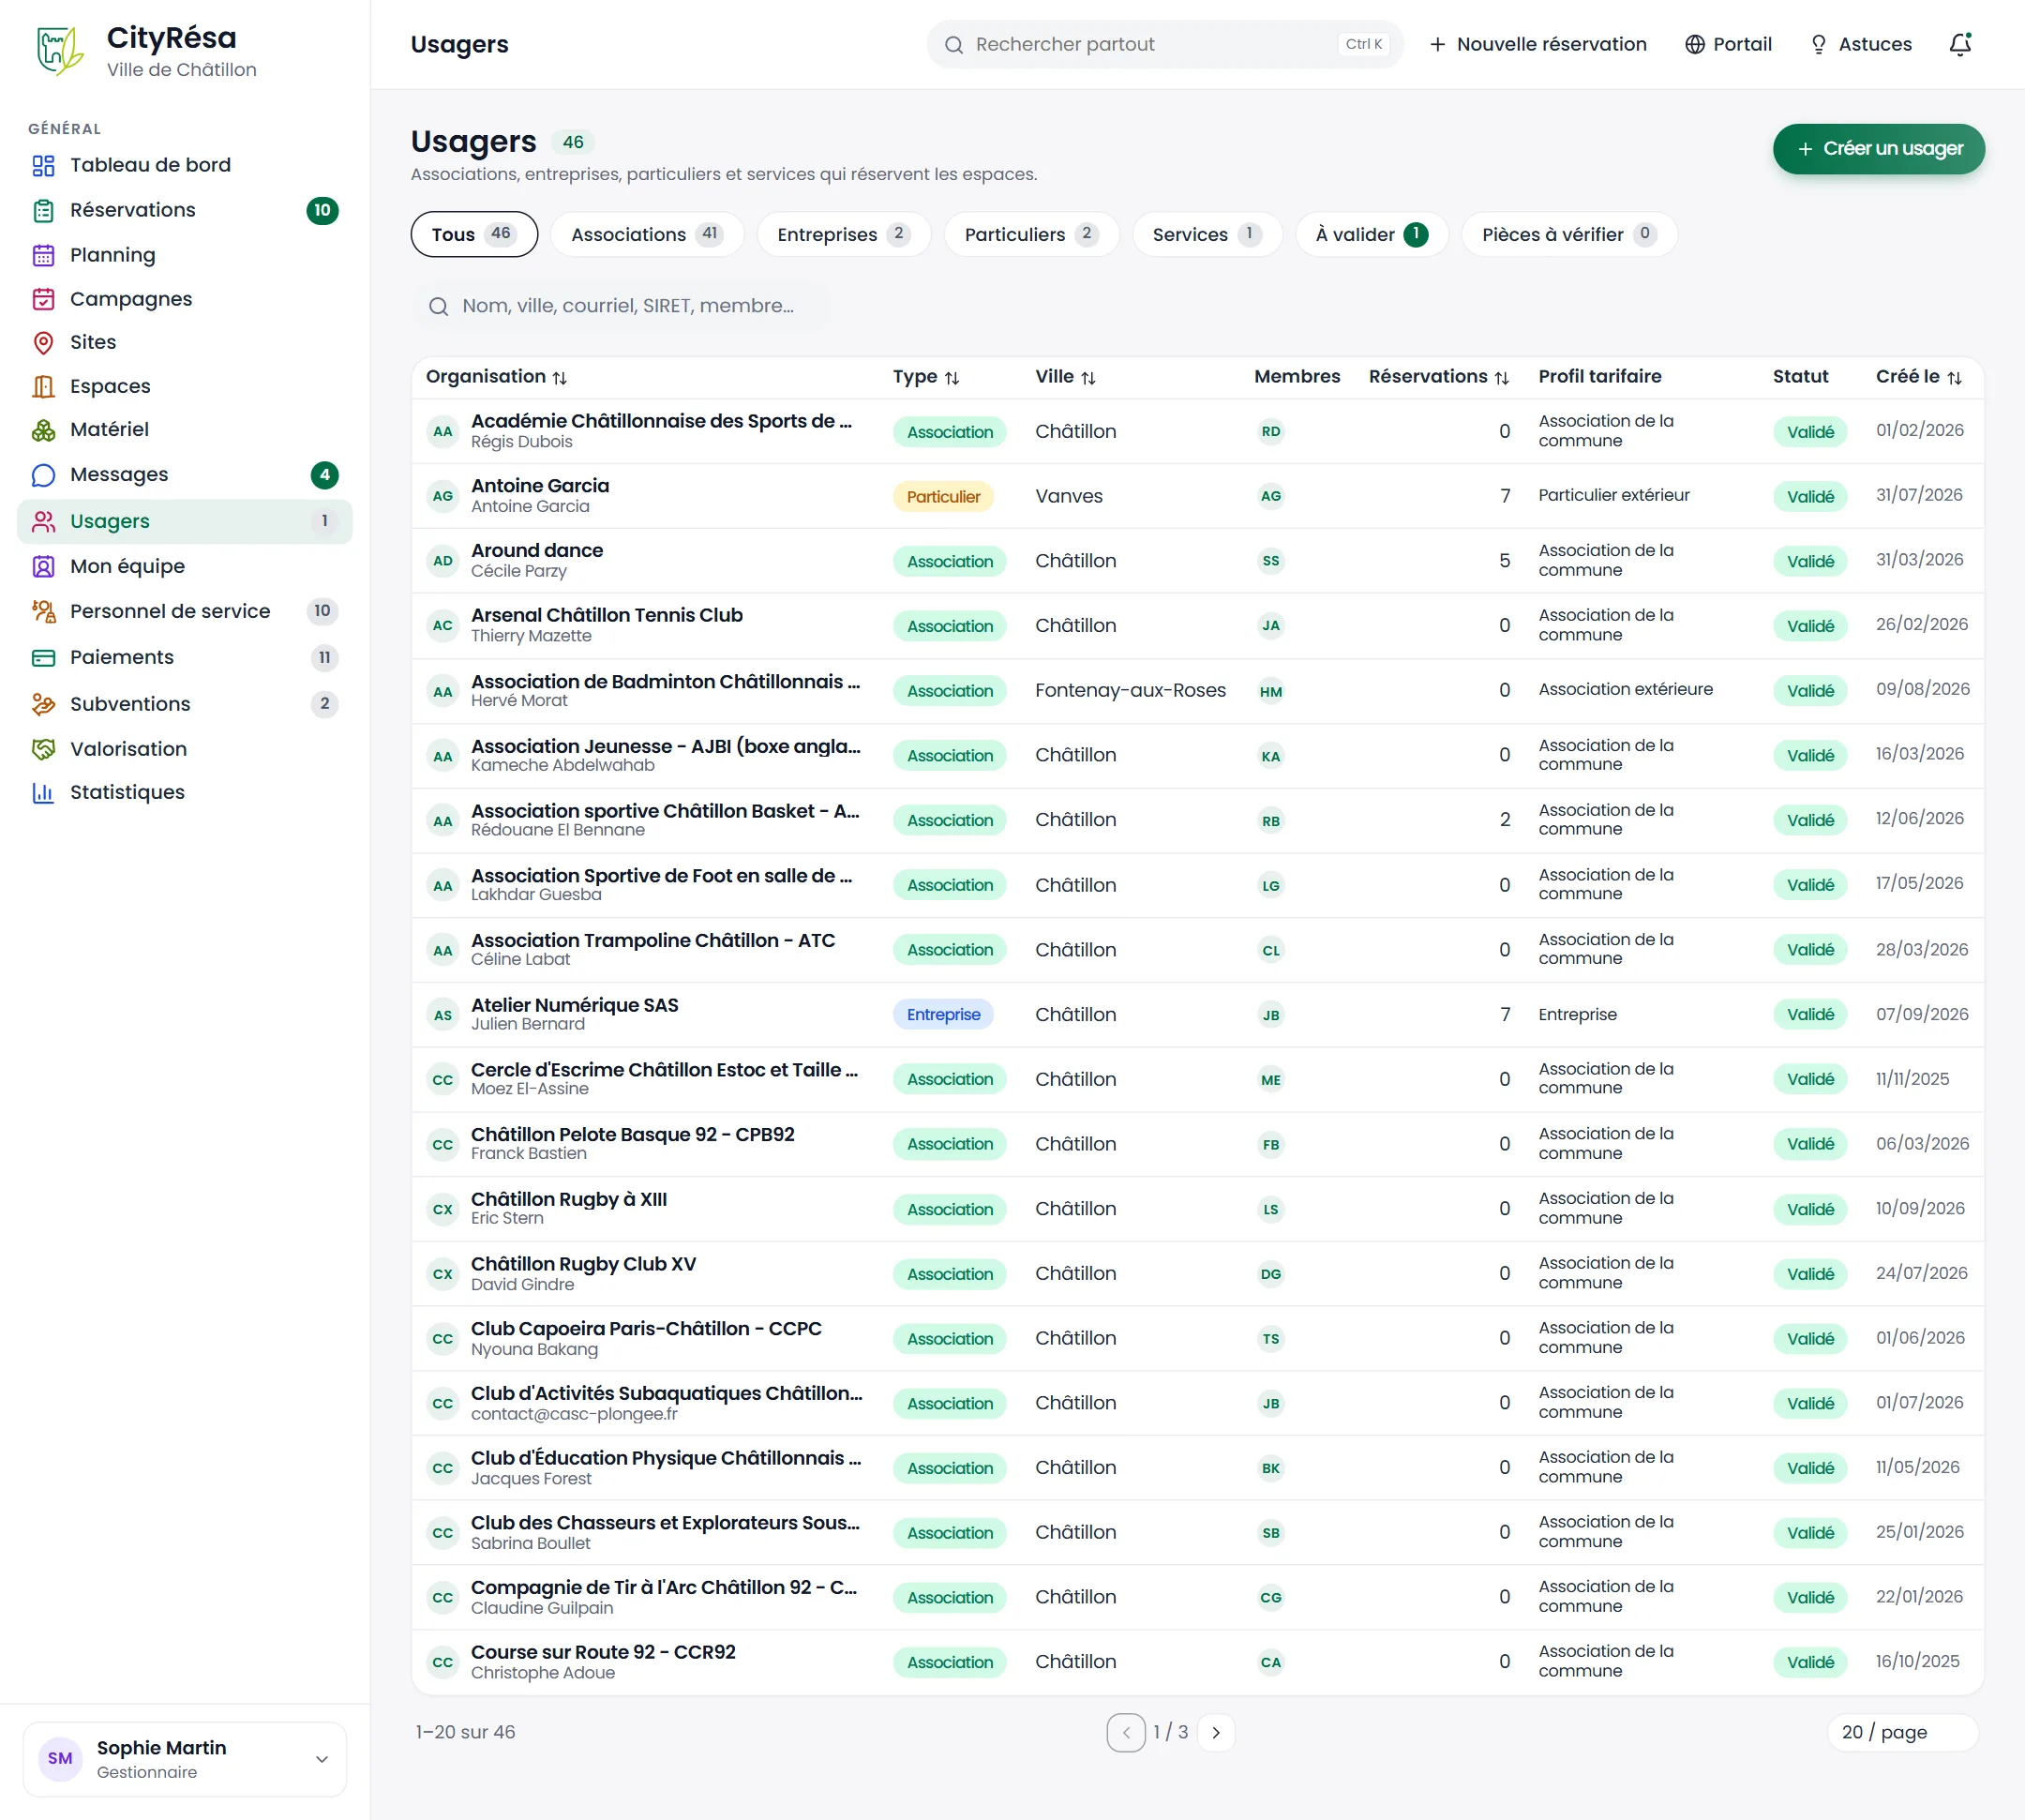 CityRésa
Ville de Châtillon
GÉNÉRAL
Tableau de bord
Réservations 10
Planning
Campagnes
Sites
Espaces
Matériel
Messages 4
Usagers 1
Mon équipe
Personnel de service 10
Paiements 11
Subventions 2
Valorisation
Statistiques
SM Sophie Martin
Gestionnaire
Usagers
Rechercher partout Ctrl K
Nouvelle réservation
Portail
Astuces
Usagers 46
Associations, entreprises, particuliers et services qui réservent les espaces.
+ Créer un usager
Tous 46 Associations 41 Entreprises 2 Particuliers 2 Services 1 À valider 1 Pièces à vérifier 0
Nom, ville, courriel, SIRET, membre...
Organisation Type Ville Membres Réservations Profil tarifaire Statut Créé le
AA Académie Châtillonnaise des Sports de ... Association Châtillon RD 0 Association de la commune Validé 01/02/2026
Régis Dubois
AG Antoine Garcia Particulier Vanves AG 7 Particulier extérieur Validé 31/07/2026
Antoine Garcia
AD Around dance Association Châtillon SS 5 Association de la commune Validé 31/03/2026
Cécile Parzy
AC Arsenal Châtillon Tennis Club Association Châtillon JA 0 Association de la commune Validé 26/02/2026
Thierry Mazette
AA Association de Badminton Châtillonnais ... Association Fontenay-aux-Roses HM 0 Association extérieure Validé 09/08/2026
Hervé Morat
AA Association Jeunesse - AJBI (boxe angla... Association Châtillon KA 0 Association de la commune Validé 16/03/2026
Kameche Abdelwahab
AA Association sportive Châtillon Basket - A... Association Châtillon RB 2 Association de la commune Validé 12/06/2026
Rédouane El Bennane
AA Association Sportive de Foot en salle de ... Association Châtillon LG 0 Association de la commune Validé 17/05/2026
Lakhdar Guesba
AA Association Trampoline Châtillon - ATC Association Châtillon CL 0 Association de la commune Validé 28/03/2026
Céline Labat
AS Atelier Numérique SAS Entreprise Châtillon JB 7 Entreprise Validé 07/09/2026
Julien Bernard
CC Cercle d'Escrime Châtillon Estoc et Taille ... Association Châtillon ME 0 Association de la commune Validé 11/11/2025
Moez El-Assine
CC Châtillon Pelote Basque 92 - CPB92 Association Châtillon FB 0 Association de la commune Validé 06/03/2026
Franck Bastien
CX Châtillon Rugby à XIII Association Châtillon LS 0 Association de la commune Validé 10/09/2026
Eric Stern
CX Châtillon Rugby Club XV Association Châtillon DG 0 Association de la commune Validé 24/07/2026
David Gindre
CC Club Capoeira Paris-Châtillon - CCPC Association Châtillon TS 0 Association de la commune Validé 01/06/2026
Nyouna Bakang
CC Club d'Activités Subaquatiques Châtillon... Association Châtillon JB 0 Association de la commune Validé 01/07/2026
contact@casc-plongee.fr
CC Club d'Éducation Physique Châtillonnais ... Association Châtillon BK 0 Association de la commune Validé 11/05/2026
Jacques Forest
CC Club des Chasseurs et Explorateurs Sous... Association Châtillon SB 0 Association de la commune Validé 25/01/2026
Sabrina Boullet
CC Compagnie de Tir à l'Arc Châtillon 92 - C... Association Châtillon CG 0 Association de la commune Validé 22/01/2026
Claudine Guilpain
CC Course sur Route 92 - CCR92 Association Châtillon CA 0 Association de la commune Validé 16/10/2025
Christophe Adoue
1–20 sur 46 1 / 3 20 / page